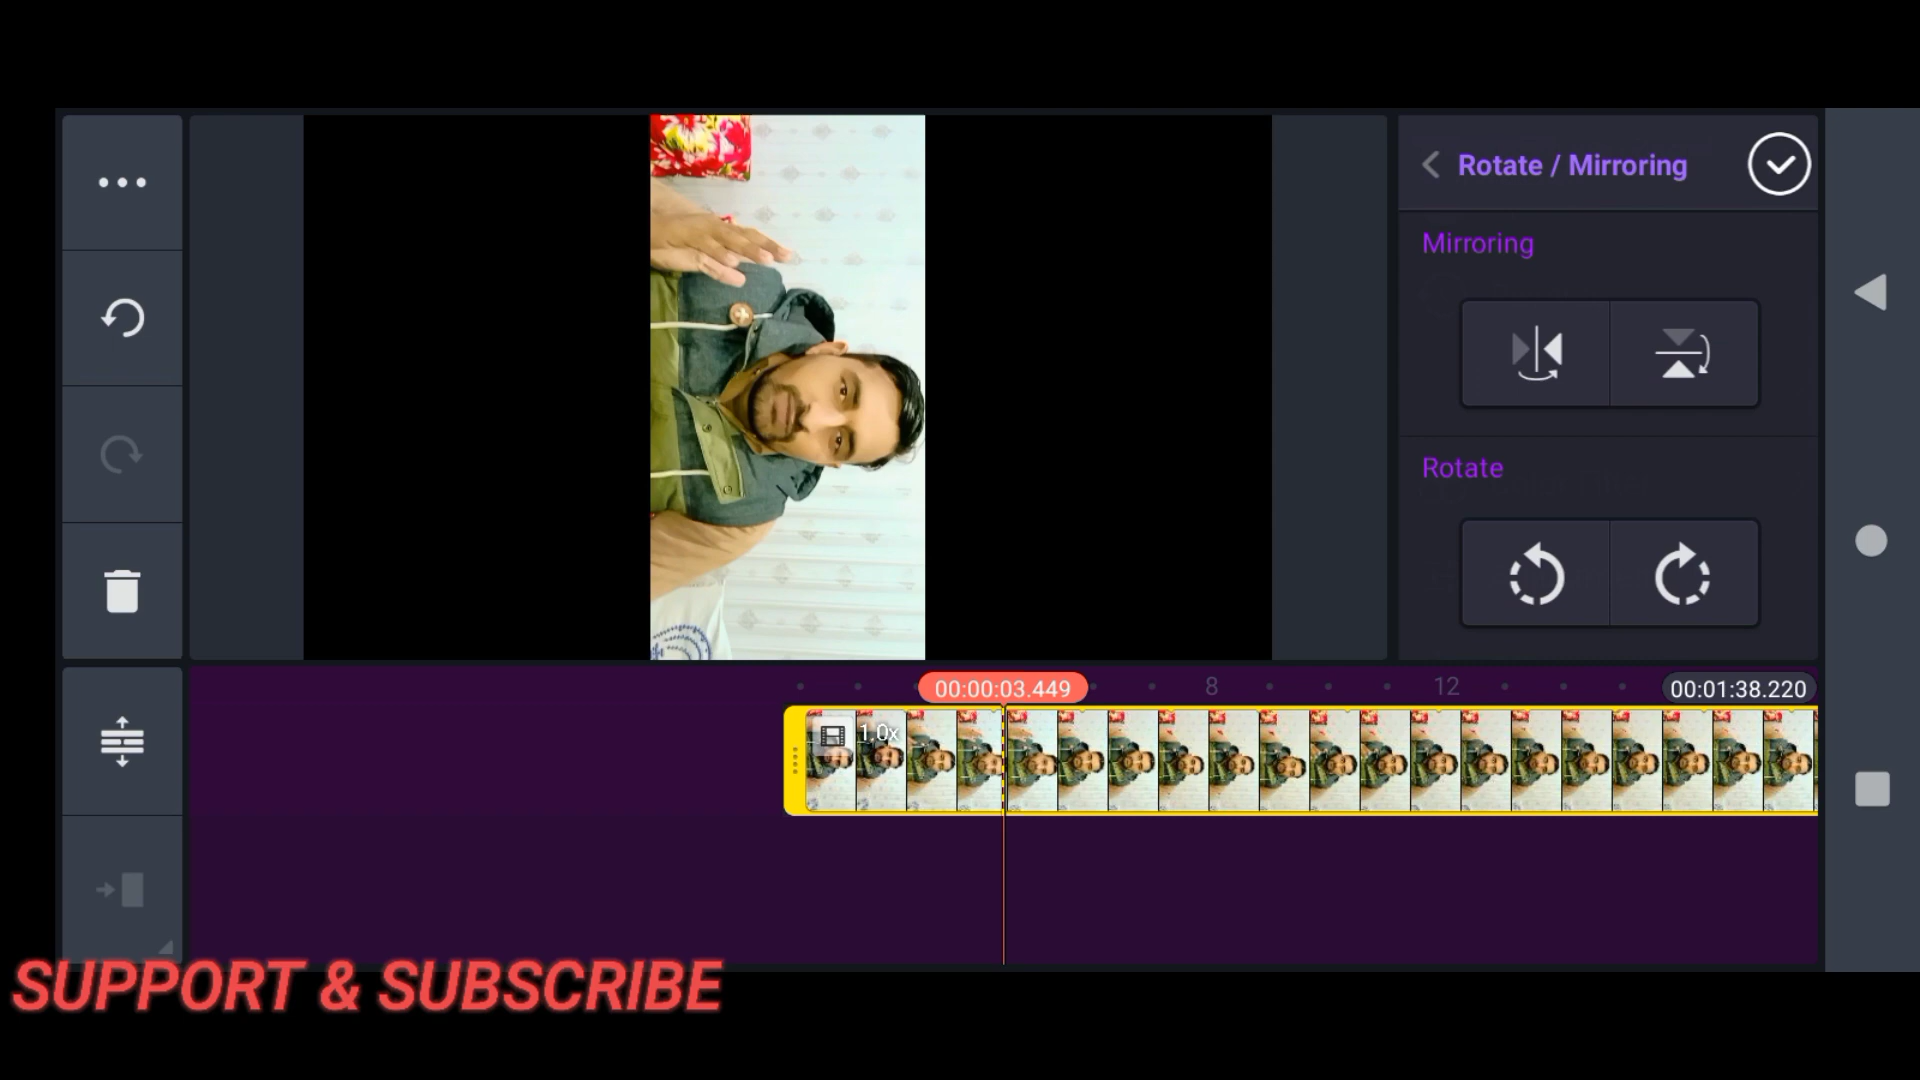 Rotate / Mirroring
Mirroring
Rotate
00:00:03.449
8
12
00:01:38.220
1.0x
SUPPORT & SUBSCRIBE